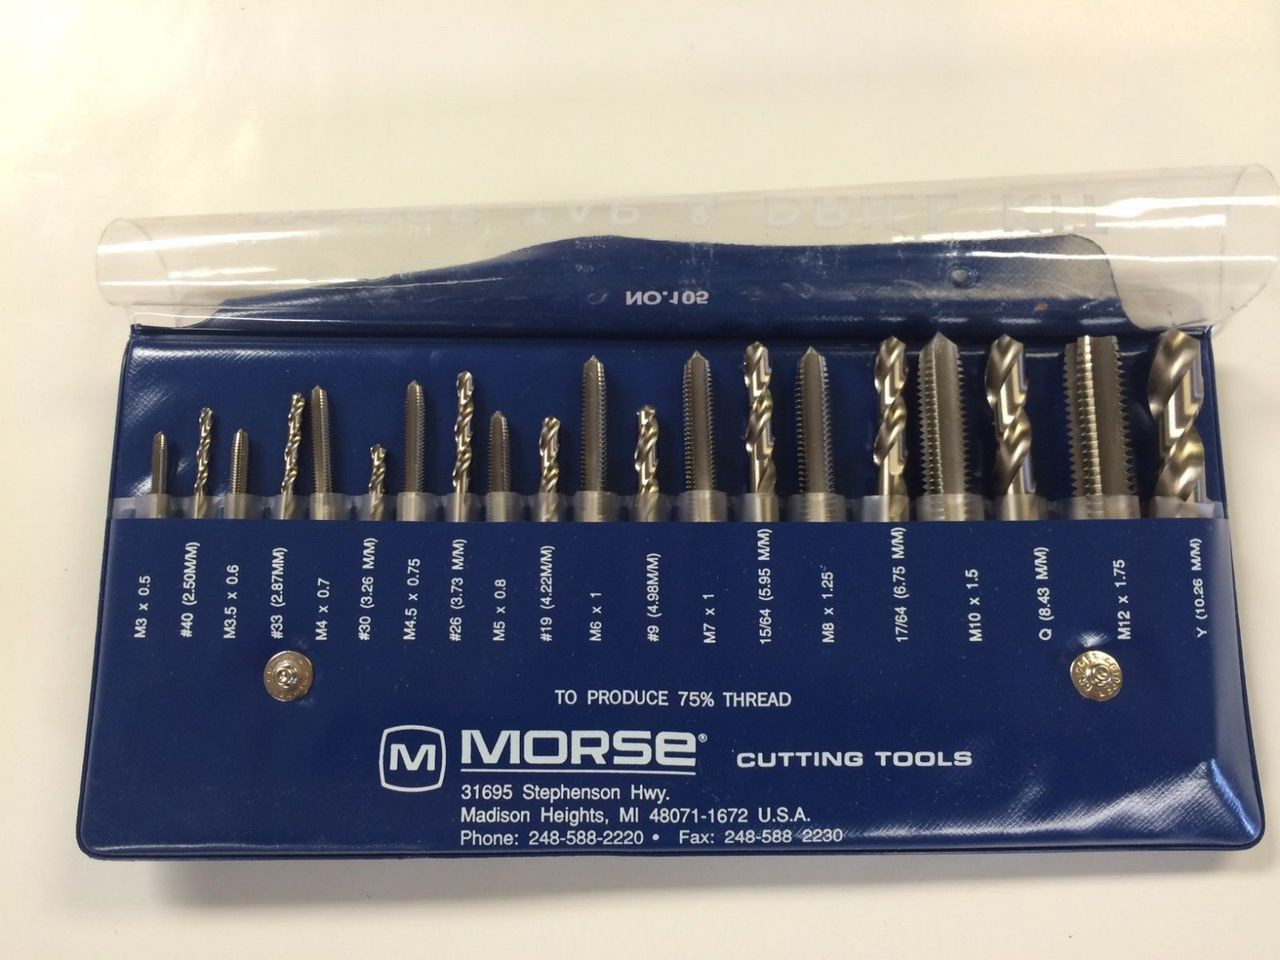 TAP & DRILL KIT
NO.105
M3 x 0.5
#40 (2.50M/M)
M3.5 x 0.6
#33 (2.87MM)
M4 x 0.7
#30 (3.26 M/M)
M4.5 x 0.75
#26 (3.73 M/M)
M5 x 0.8
#19 (4.22M/M)
M6 x 1
#9 (4.98M/M)
M7 x 1
15/64 (5.95 M/M)
M8 x 1.25
17/64 (6.75 M/M)
M10 x 1.5
Q (8.43 M/M)
M12 x 1.75
Y (10.26 M/M)
TO PRODUCE 75% THREAD
M MORSE® CUTTING TOOLS
31695 Stephenson Hwy.
Madison Heights, MI 48071-1672 U.S.A.
Phone: 248-588-2220 • Fax: 248-588 2230